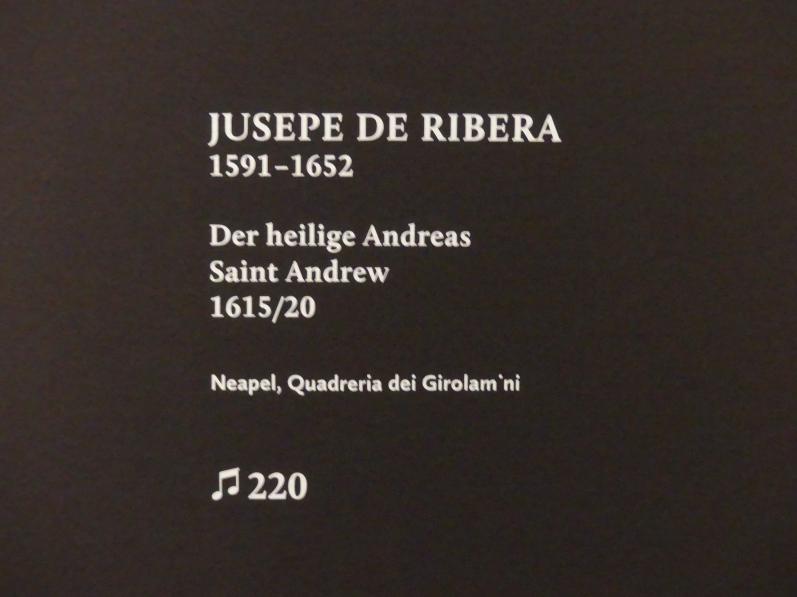 JUSEPE DE RIBERA
1591–1652
Der heilige Andreas
Saint Andrew
1615/20
Neapel, Quadreria dei Girolam`ni
♫ 220